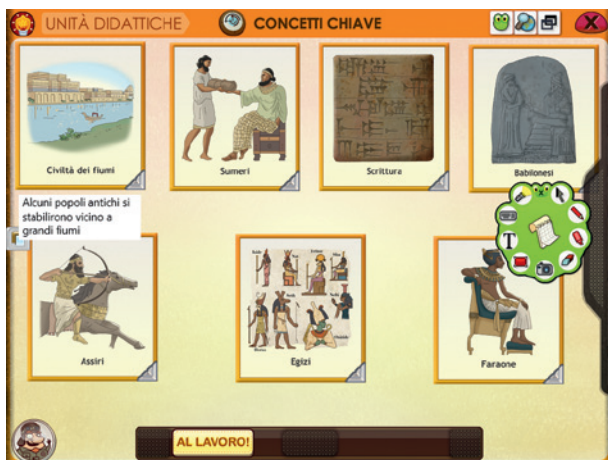 UNITÀ DIDATTICHE
CONCETTI CHIAVE
Civiltà dei fiumi
Sumeri
Scrittura
Babilonesi
Alcuni popoli antichi si
stabilirono vicino a
grandi fiumi
T
Assiri
Egizi
Faraone
AL LAVORO!